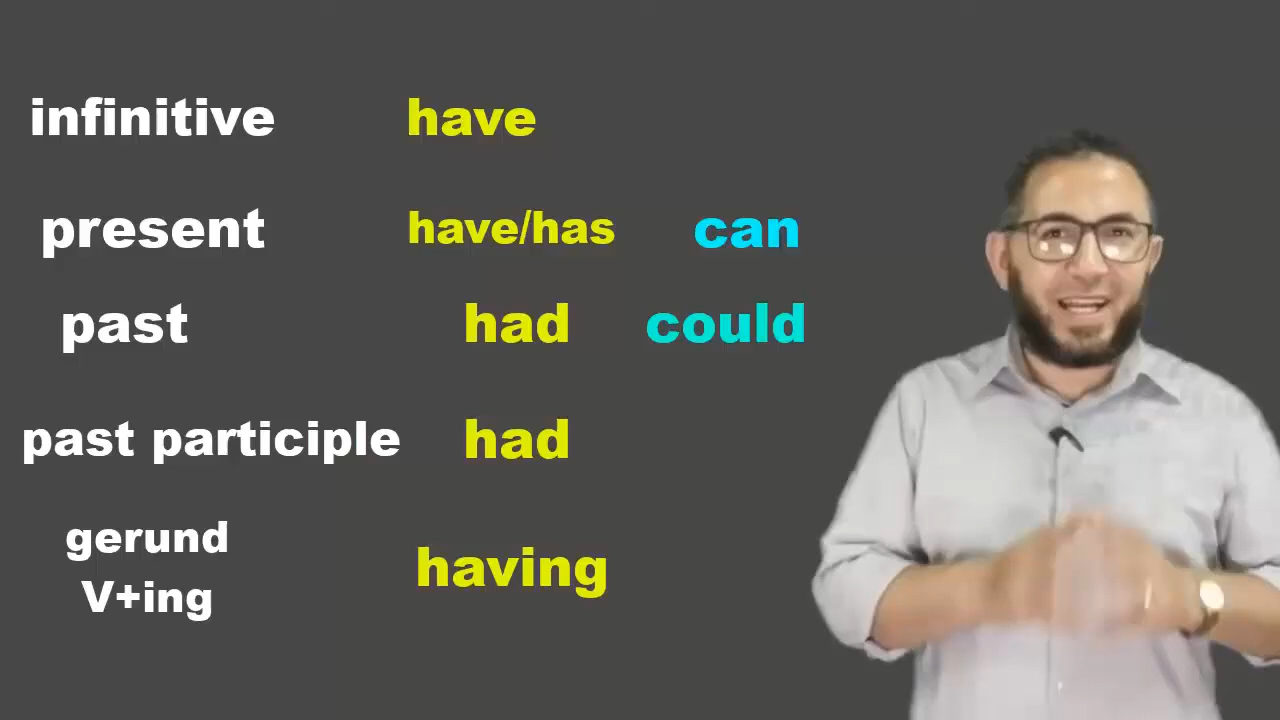 infinitive have
present have/has can
past had could
past participle had
gerund
V+ing having